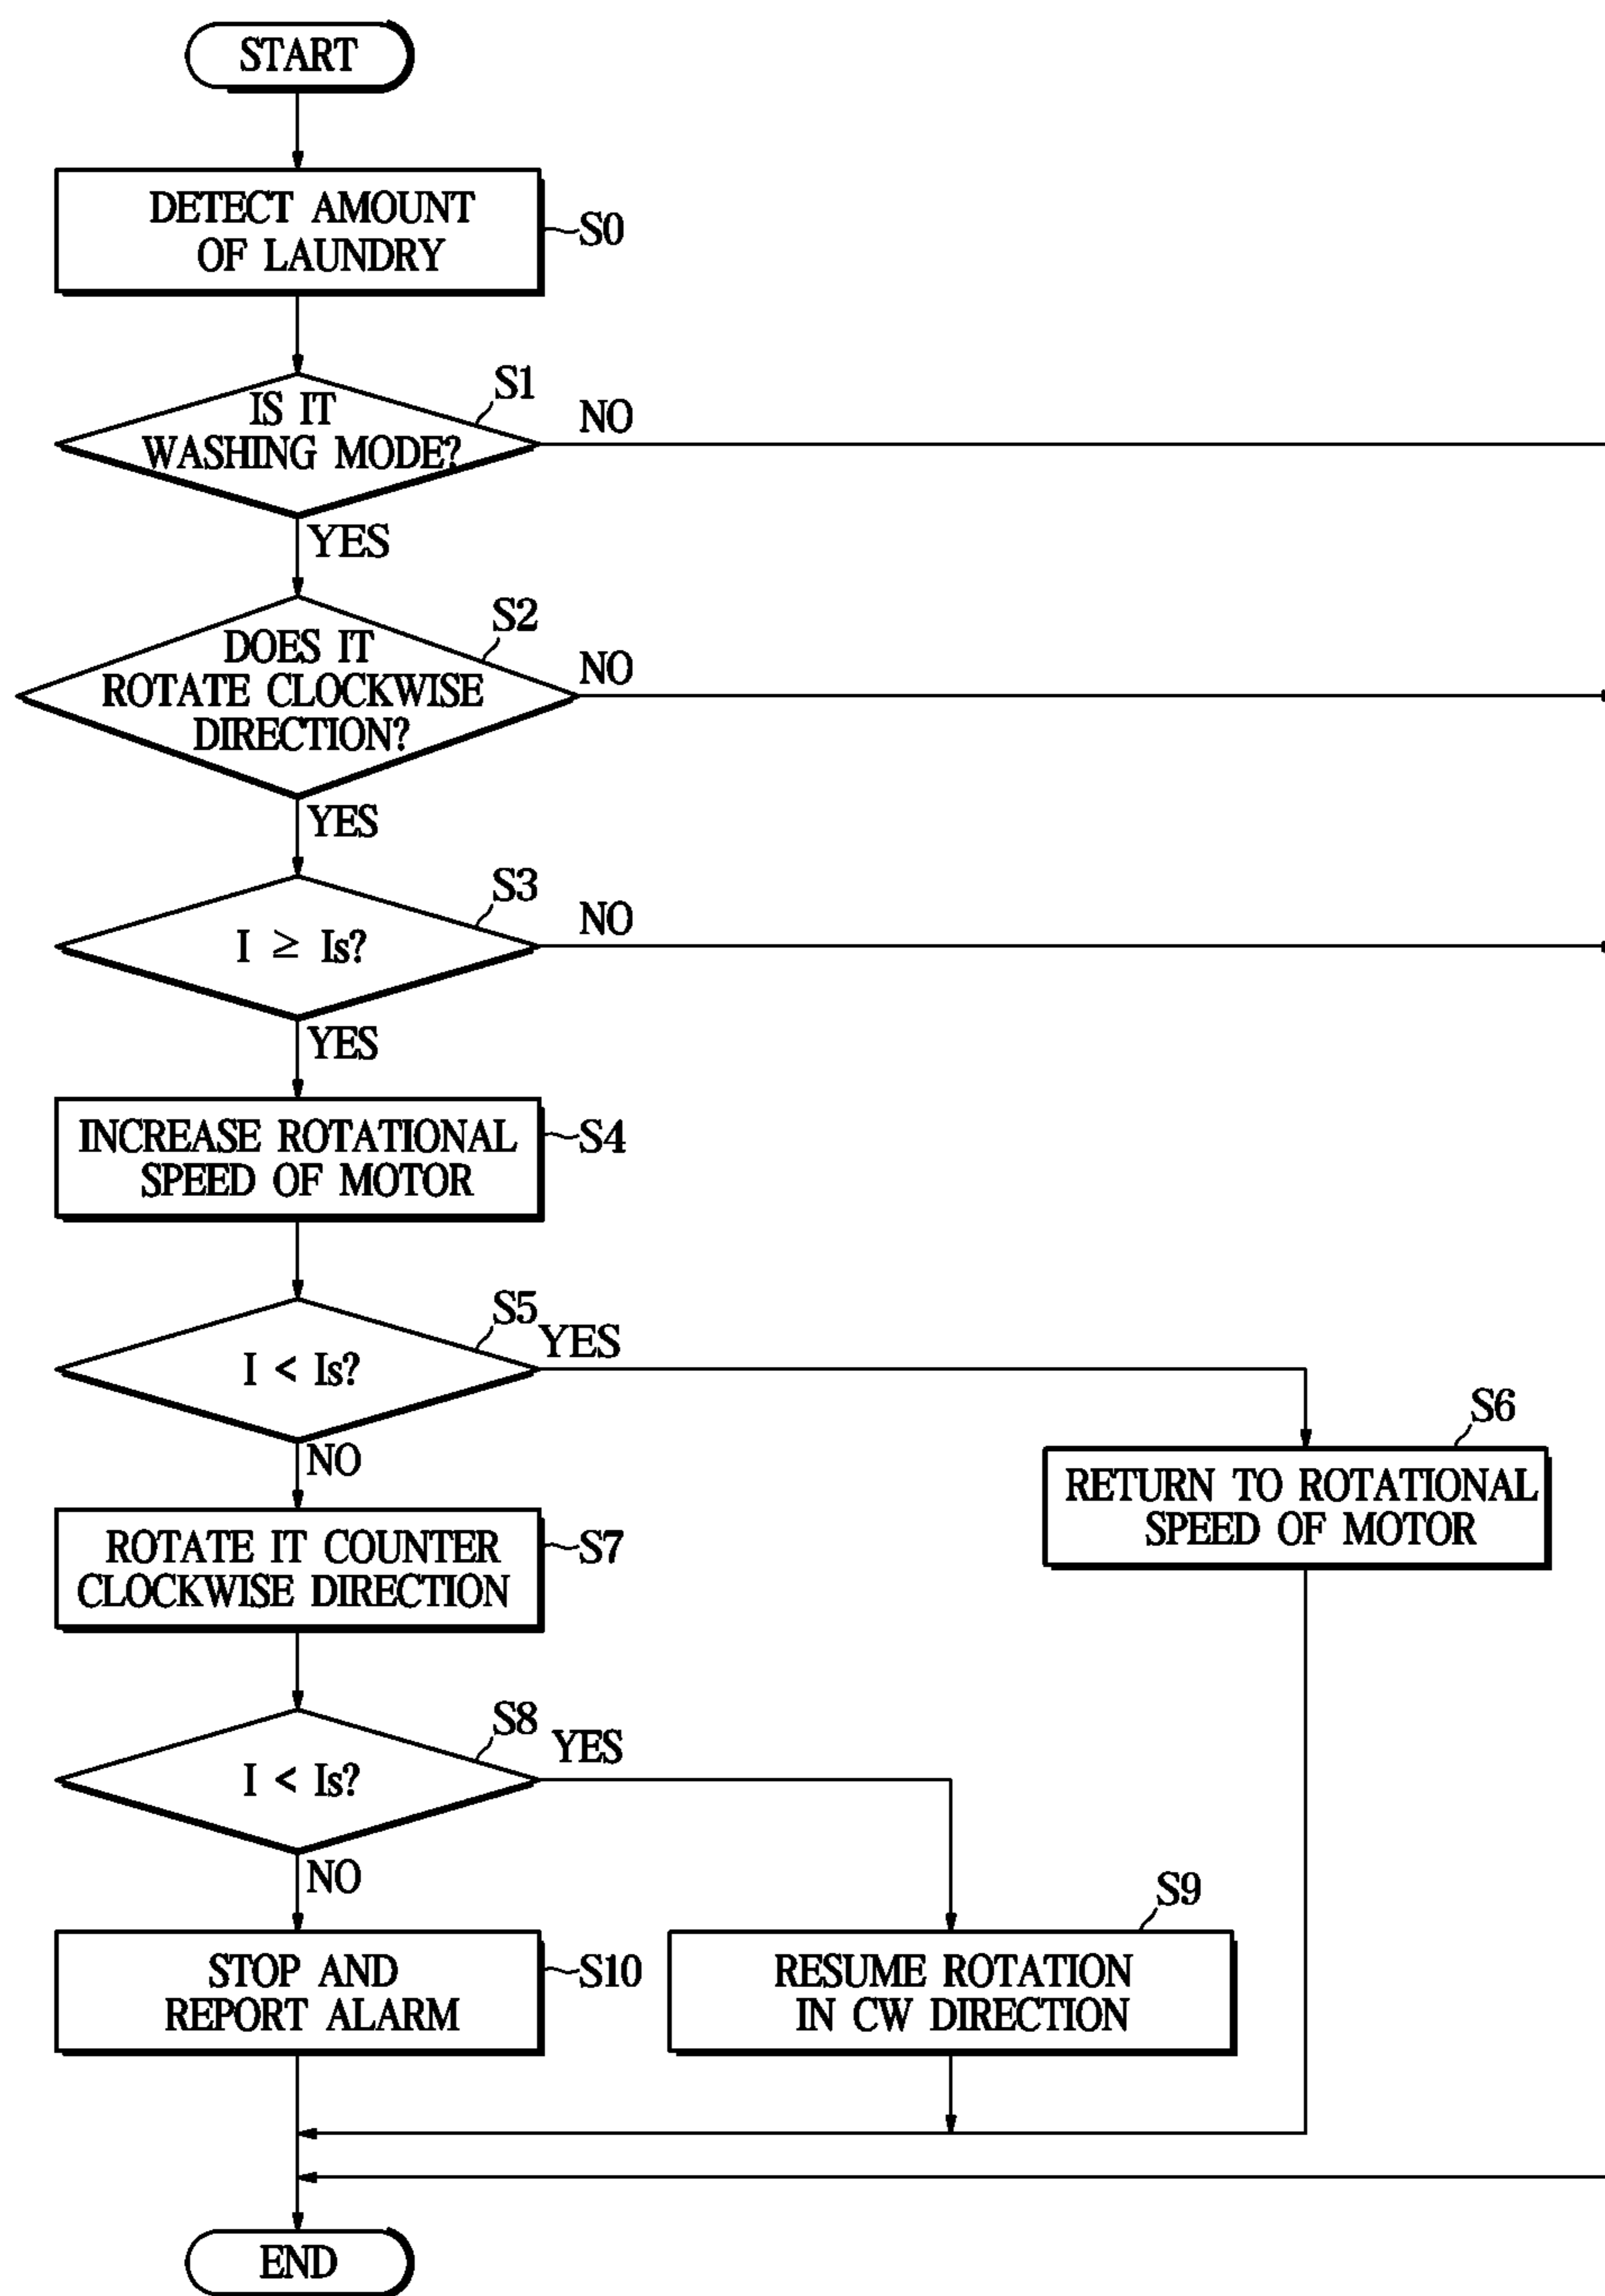 START
DETECT AMOUNT
OF LAUNDRY
S0
IS IT
WASHING MODE?
S1
NO
YES
DOES IT
ROTATE CLOCKWISE
DIRECTION?
S2
NO
YES
I ≥ Is?
S3
NO
YES
INCREASE ROTATIONAL
SPEED OF MOTOR
S4
I < Is?
S5
YES
NO
RETURN TO ROTATIONAL
SPEED OF MOTOR
S6
ROTATE IT COUNTER
CLOCKWISE DIRECTION
S7
I < Is?
S8
YES
NO
STOP AND
REPORT ALARM
S10
RESUME ROTATION
IN CW DIRECTION
S9
END